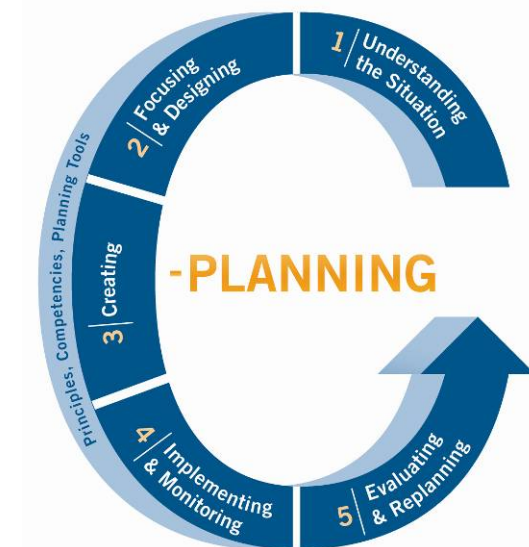 1 Understanding
the Situation
2 Focusing
& Designing
3 Creating
4 Implementing
& Monitoring
5 Evaluating
& Replanning
-PLANNING
Principles, Competencies, Planning Tools